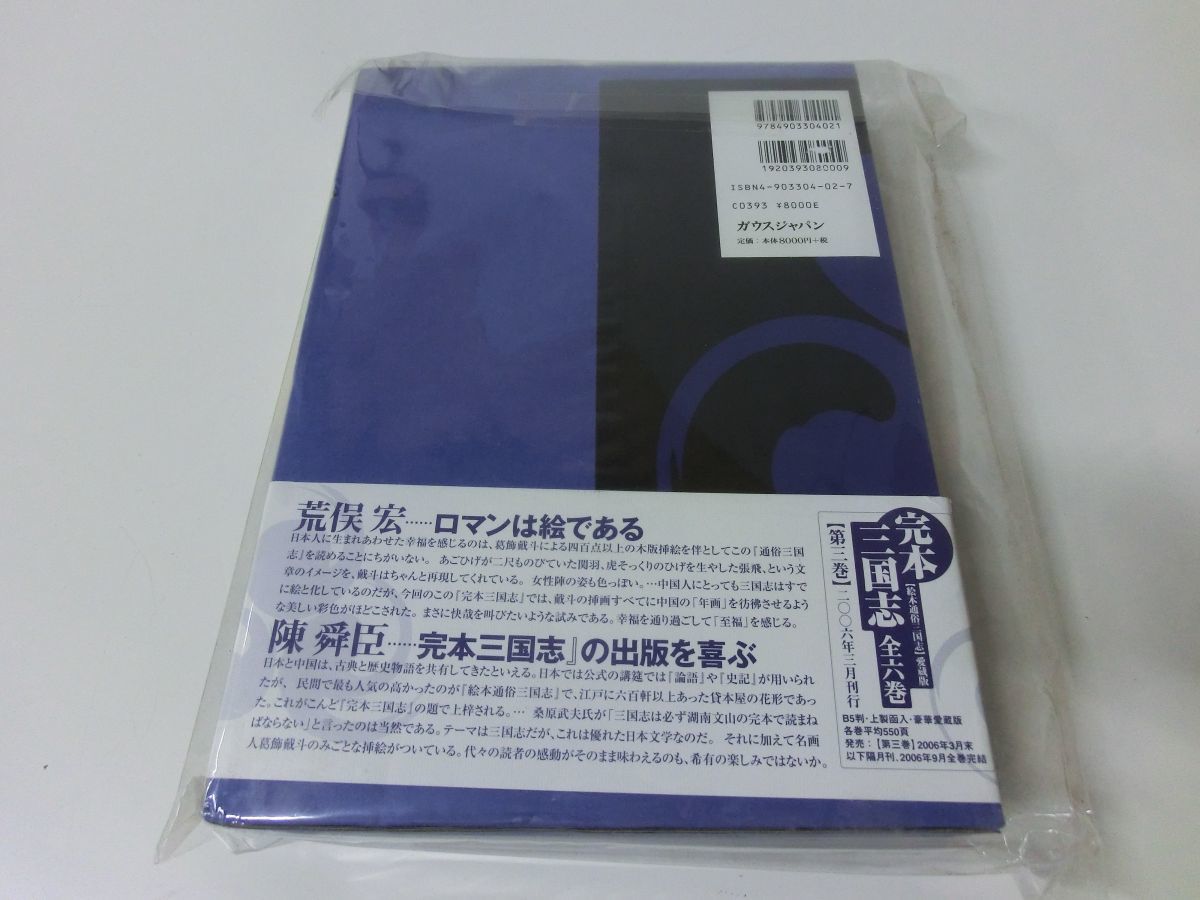 9784903304021
1920393080009
ISBN4-903304-02-7
C0393 ¥8000E
ガウスジャパン
定価：本体8000円＋税
荒俣 宏……ロマンは絵である
日本人に生まれあわせた幸福を感じるのは、葛飾戴斗による四百点以上の木版挿絵を伴としてこの『通俗三国
志』を読めることにちがいない。 あごひげが二尺ものびていた関羽、虎そっくりのひげを生やした張飛、という文
章のイメージを、戴斗はちゃんと再現してくれている。 女性陣の姿も色っぽい。…中国人にとっても三国志はすで
に絵と化しているのだが、今回のこの『完本三国志』では、戴斗の挿画すべてに中国の「年画」を彷彿させるよう
な美しい彩色がほどこされた。 まさに快哉を叫びたいような試みである。幸福を通り過ごして「至福」を感じる。
陳 舜臣……完本三国志』の出版を喜ぶ
日本と中国は、古典と歴史物語を共有してきたといえる。日本では公式の講筵では『論語』や『史記』が用いられ
たが、 民間で最も人気の高かったのが『絵本通俗三国志』で、江戸に六百軒以上あった貸本屋の花形であっ
た。これがこんど『完本三国志』の題で上梓される。… 桑原武夫氏が「三国志は必ず湖南文山の完本で読まね
ばならない」と言ったのは当然である。テーマは三国志だが、これは優れた日本文学なのだ。 それに加えて名画
人葛飾戴斗のみごとな挿絵がついている。代々の読者の感動がそのまま味わえるのも、希有の楽しみではないか。
完本
三国志 全六巻
【絵本通俗三国志】愛蔵版
【第三巻】二〇〇六年三月刊行
B5判・上製函入・豪華愛蔵版
各巻平均550頁
発売：【第三巻】2006年3月末
以下隔月刊、2006年9月全巻完結